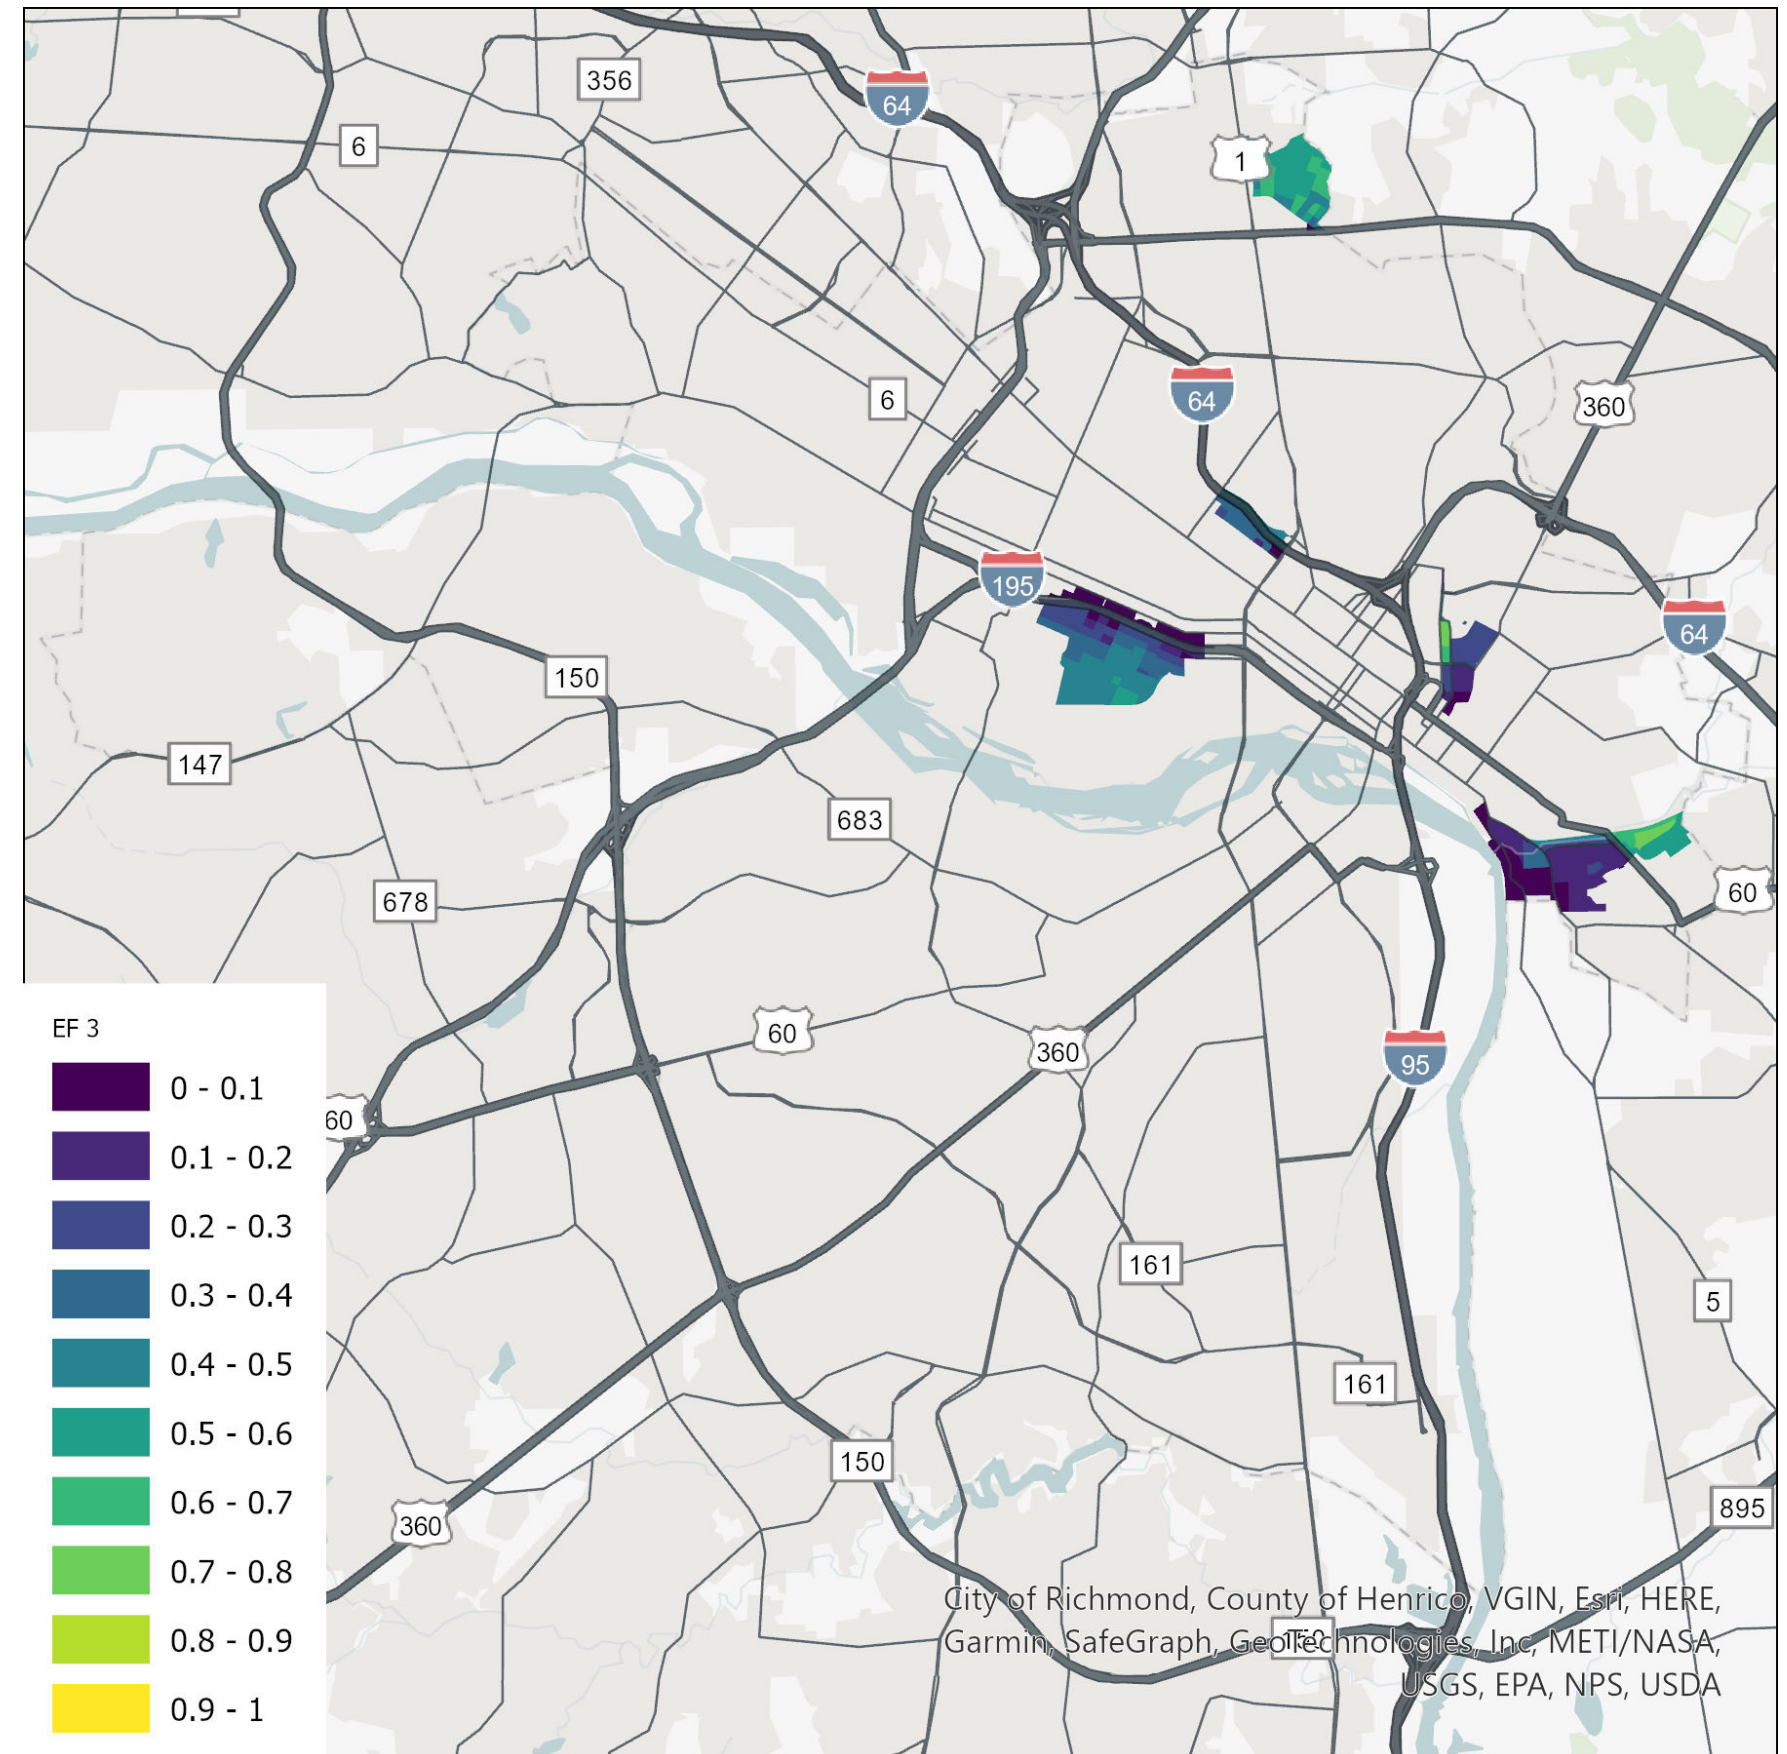 356
64
6
1
6
64
360
195
64
150
147
683
678
60
60
360
95
60
161
5
161
150
895
360
EF 3
0 - 0.1
0.1 - 0.2
0.2 - 0.3
0.3 - 0.4
0.4 - 0.5
0.5 - 0.6
0.6 - 0.7
0.7 - 0.8
0.8 - 0.9
0.9 - 1
City of Richmond, County of Henrico, VGIN, Esri, HERE,
Garmin, SafeGraph, GeoTechnologies, Inc, METI/NASA,
USGS, EPA, NPS, USDA
150